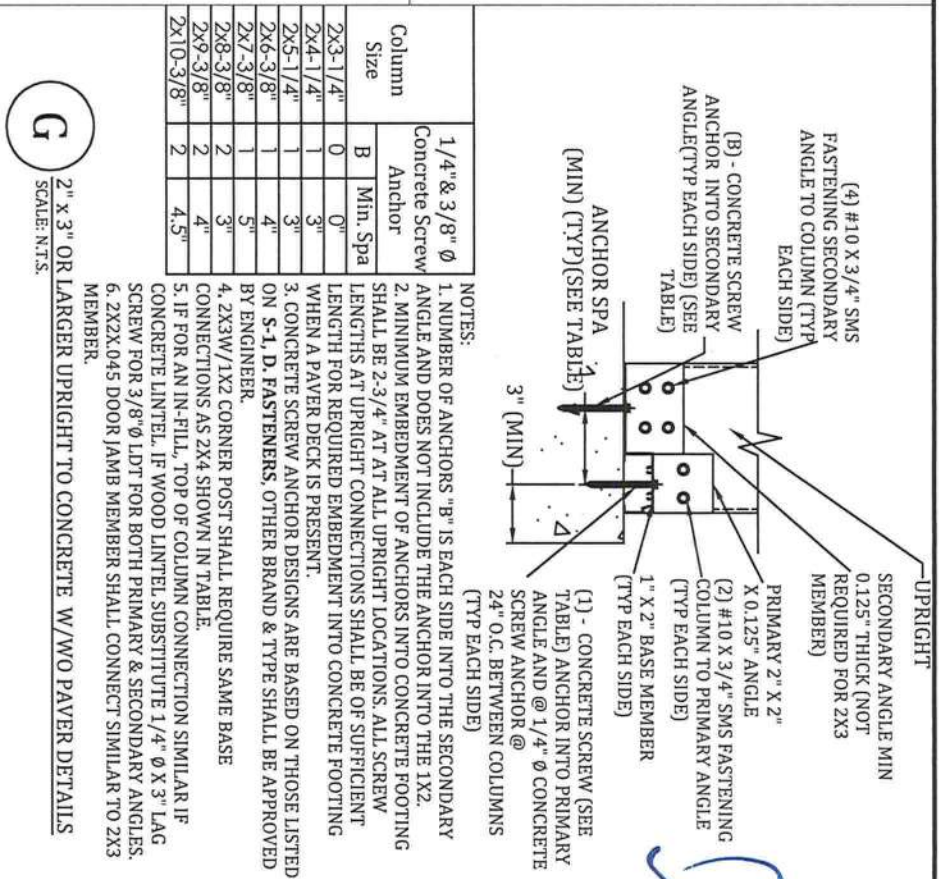 UPRIGHT
SECONDARY ANGLE MIN
0.125" THICK (NOT
REQUIRED FOR 2X3
MEMBER)
PRIMARY 2" X 2"
X 0.125" ANGLE
(2) #10 X 3/4" SMS FASTENING
COLUMN TO PRIMARY ANGLE
(TYP EACH SIDE)
1" X 2" BASE MEMBER
(TYP EACH SIDE)
(1) - CONCRETE SCREW (SEE
TABLE) ANCHOR INTO PRIMARY
ANGLE AND @ 1/4" Ø CONCRETE
SCREW ANCHOR @
24" O.C. BETWEEN COLUMNS
(TYP EACH SIDE)
(4) #10 X 3/4" SMS
FASTENING SECONDARY
ANGLE TO COLUMN (TYP
EACH SIDE)
(B) - CONCRETE SCREW
ANCHOR INTO SECONDARY
ANGLE(TYP EACH SIDE) (SEE
TABLE)
ANCHOR SPA
(MIN) (TYP)(SEE TABLE)
3" (MIN)
Column
Size
1/4"& 3/8" Ø
Concrete Screw
Anchor
B Min. Spa
2x3-1/4" 0 0"
2x4-1/4" 1 3"
2x5-1/4" 1 3"
2x6-3/8" 1 4"
2x7-3/8" 1 5"
2x8-3/8" 2 3"
2x9-3/8" 2 4"
2x10-3/8" 2 4.5"
NOTES:
1. NUMBER OF ANCHORS "B" IS EACH SIDE INTO THE SECONDARY
ANGLE AND DOES NOT INCLUDE THE ANCHOR INTO THE 1X2.
2. MINIMUM EMBEDMENT OF ANCHORS INTO CONCRETE FOOTING
SHALL BE 2-3/4" AT AT ALL UPRIGHT LOCATIONS. ALL SCREW
LENGTHS AT UPRIGHT CONNECTIONS SHALL BE OF SUFFICIENT
LENGTH FOR REQUIRED EMBEDMENT INTO CONCRETE FOOTING
WHEN A PAVER DECK IS PRESENT.
3. CONCRETE SCREW ANCHOR DESIGNS ARE BASED ON THOSE LISTED
ON S-1, D. FASTENERS, OTHER BRAND & TYPE SHALL BE APPROVED
BY ENGINEER.
4. 2X3W/1X2 CORNER POST SHALL REQUIRE SAME BASE
CONNECTIONS AS 2X4 SHOWN IN TABLE.
5. IF FOR AN IN-FILL, TOP OF COLUMN CONNECTION SIMILAR IF
CONCRETE LINTEL. IF WOOD LINTEL SUBSTITUTE 1/4" Ø X 3" LAG
SCREW FOR 3/8"Ø LDT FOR BOTH PRIMARY & SECONDARY ANGLES.
6. 2X2X.045 DOOR JAMB MEMBER SHALL CONNECT SIMILAR TO 2X3
MEMBER.
G
2" x 3" OR LARGER UPRIGHT TO CONCRETE W/WO PAVER DETAILS
SCALE: N.T.S.